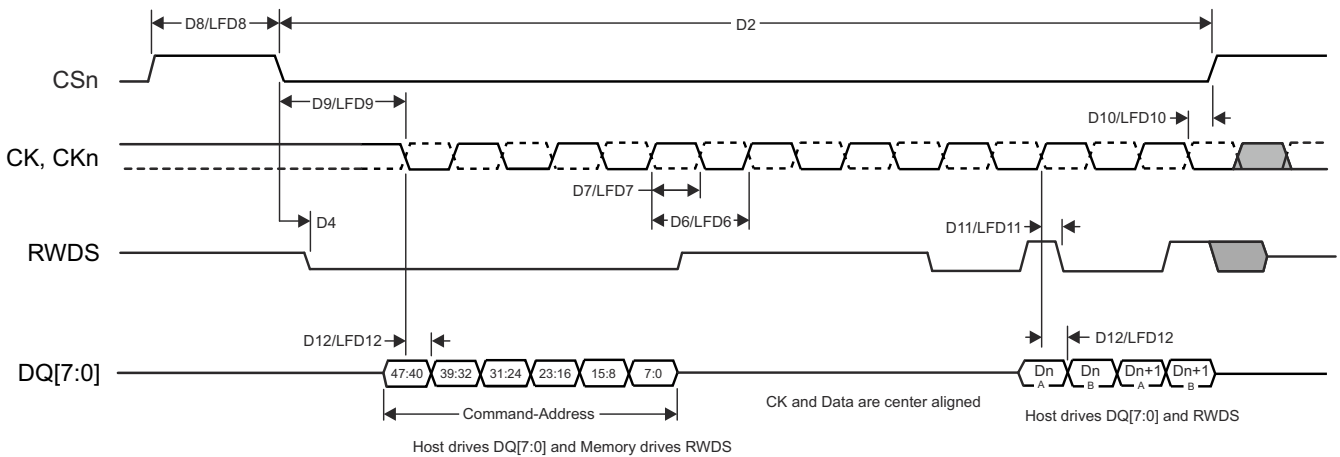 D8/LFD8
D2
CSn
D9/LFD9
D10/LFD10
CK, CKn
D7/LFD7
D6/LFD6
D4
D11/LFD11
RWDS
D12/LFD12
D12/LFD12
DQ[7:0]
47:40 39:32 31:24 23:16 15:8 7:0
Dn A Dn B Dn+1 A Dn+1 B
Command-Address
CK and Data are center aligned
Host drives DQ[7:0] and RWDS
Host drives DQ[7:0] and Memory drives RWDS